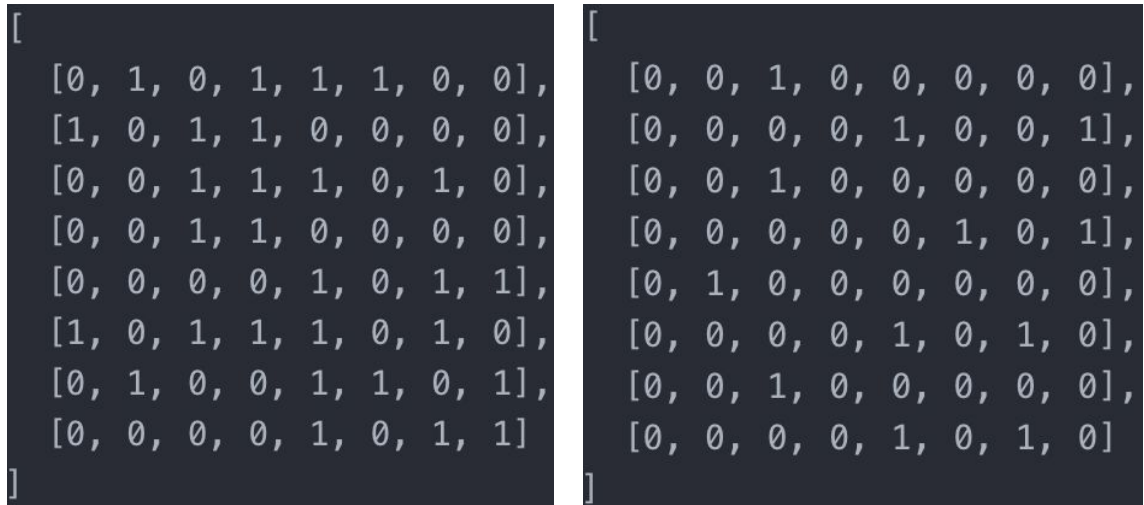 [
[0, 1, 0, 1, 1, 1, 0, 0],
[1, 0, 1, 1, 0, 0, 0, 0],
[0, 0, 1, 1, 1, 0, 1, 0],
[0, 0, 1, 1, 0, 0, 0, 0],
[0, 0, 0, 0, 1, 0, 1, 1],
[1, 0, 1, 1, 1, 0, 1, 0],
[0, 1, 0, 0, 1, 1, 0, 1],
[0, 0, 0, 0, 1, 0, 1, 1]
]
[
[0, 0, 1, 0, 0, 0, 0, 0],
[0, 0, 0, 0, 1, 0, 0, 1],
[0, 0, 1, 0, 0, 0, 0, 0],
[0, 0, 0, 0, 0, 1, 0, 1],
[0, 1, 0, 0, 0, 0, 0, 0],
[0, 0, 0, 0, 1, 0, 1, 0],
[0, 0, 1, 0, 0, 0, 0, 0],
[0, 0, 0, 0, 1, 0, 1, 0]
]